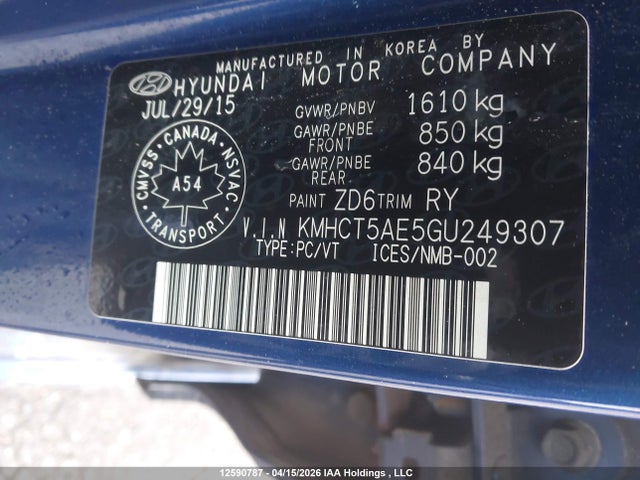 MANUFACTURED IN KOREA BY
HYUNDAI MOTOR COMPANY
JUL/29/15
GVWR/PNBV 1610 kg
GAWR/PNBE FRONT 850 kg
GAWR/PNBE REAR 840 kg
CANADA
CMVSS NSVAC
A54
TRANSPORT
PAINT ZD6 TRIM RY
V.I.N KMHCT5AE5GU249307
TYPE:PC/VT ICES/NMB-002
12590787 - 04/15/2026 IAA Holdings , LLC